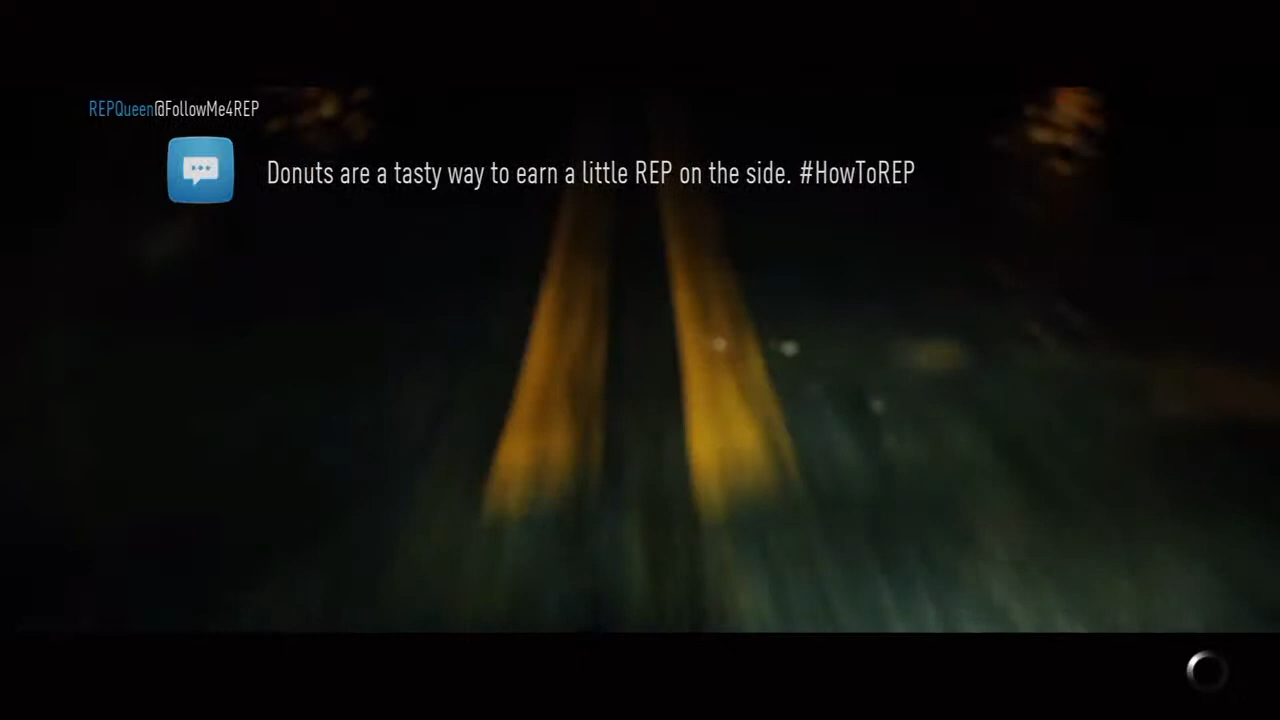 REPQueen@FollowMe4REP
Donuts are a tasty way to earn a little REP on the side. #HowToREP